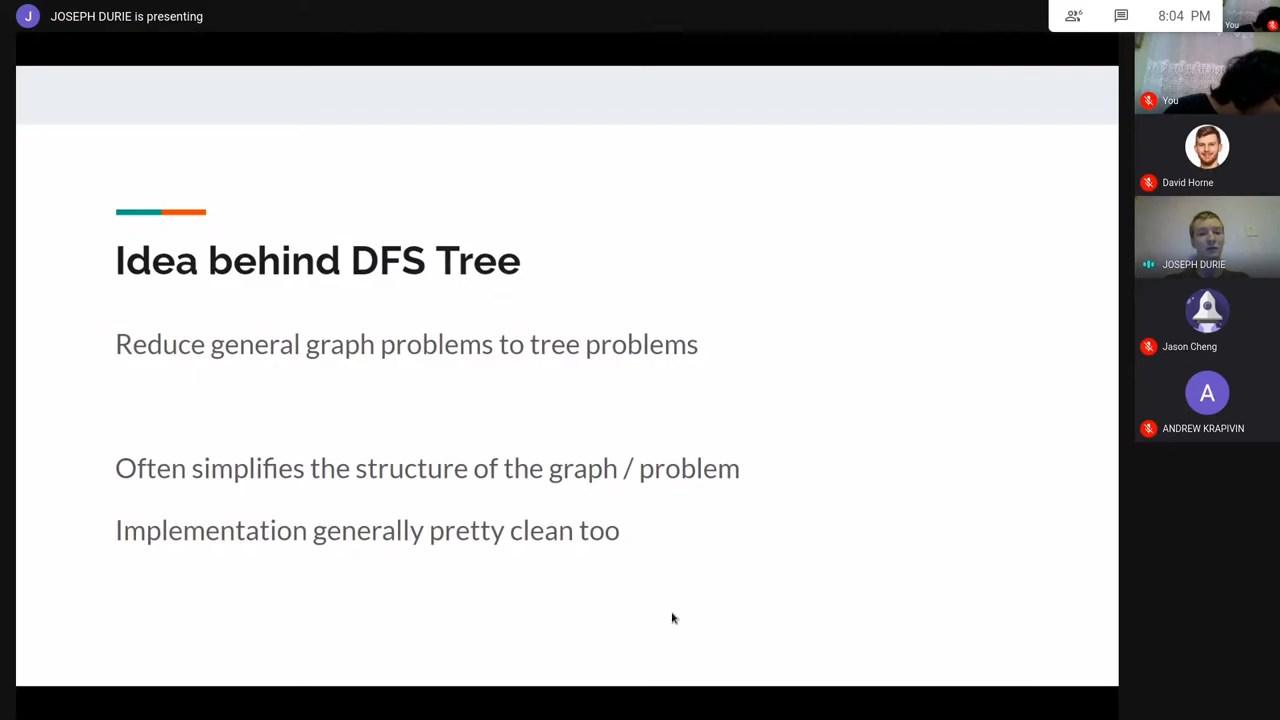 J
JOSEPH DURIE is presenting
6
8:04 PM
You
You
Idea behind DFS Tree
Reduce general graph problems to tree problems
Often simplifies the structure of the graph / problem
Implementation generally pretty clean too
David Horne
JOSEPH DURIE
Jason Cheng
A
ANDREW KRAPIVIN